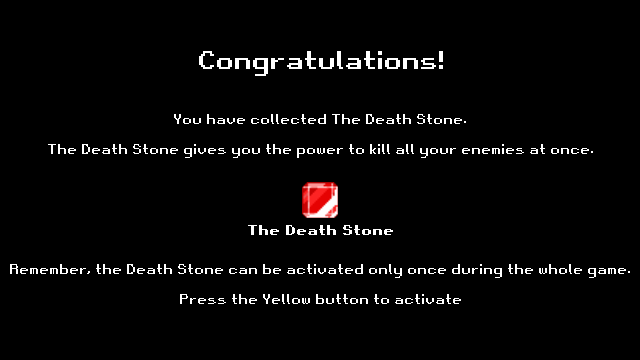 Congratulations!
You have collected The Death Stone.
The Death Stone gives you the power to kill all your enemies at once.
The Death Stone
Remember, the Death Stone can be activated only once during the whole game.
Press the Yellow button to activate